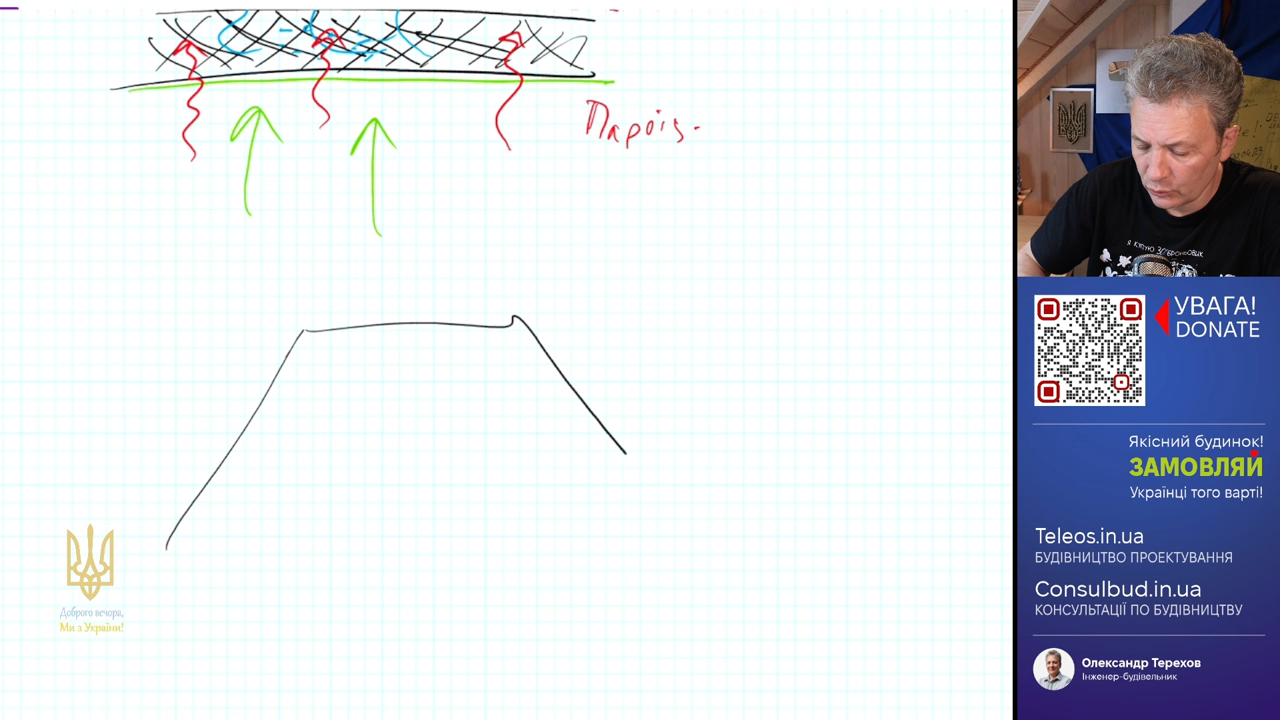 Пароіз.
Я КУПУЮ
УВАГА!
DONATE
Якісний будинок!
ЗАМОВЛЯЙ
Українці того варті!
Teleos.in.ua
БУДІВНИЦТВО ПРОЕКТУВАННЯ
Consulbud.in.ua
КОНСУЛЬТАЦІЇ ПО БУДІВНИЦТВУ
Доброго вечора,
Ми з України!
Олександр Терехов
Інженер-будівельник